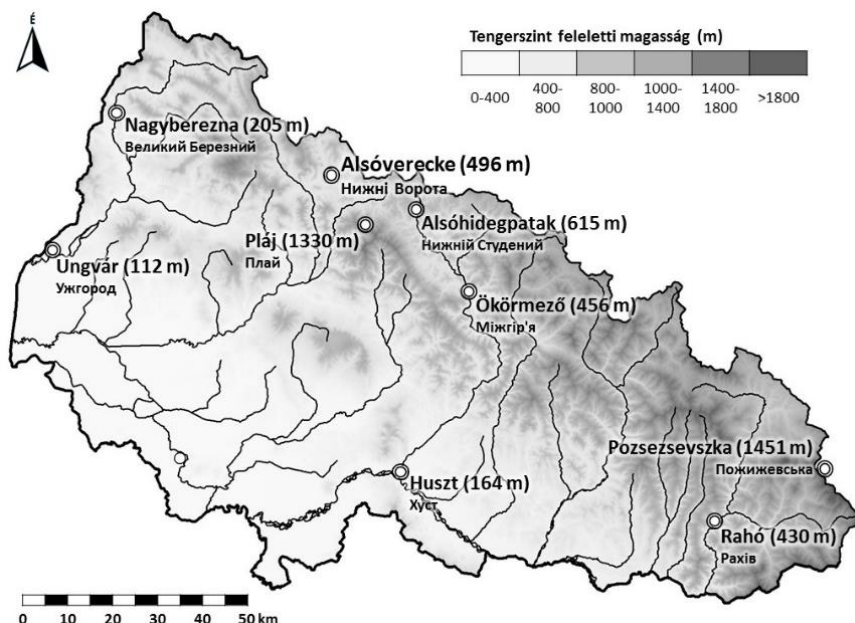 É
Tengerszint feleletti magasság (m)
0-400
400-
800
800-
1000
1000-
1400
1400-
1800
>1800
Nagyberezna (205 m)
Великий Березний
Alsóverecke (496 m)
Нижні Ворота
Alsóhidegpatak (615 m)
Нижній Студений
Pláj (1330 m)
Плай
Ungvár (112 m)
Ужгород
Ökörmező (456 m)
Міжгір'я
Pozsezsevszka (1451 m)
Пожижевська
Huszt (164 m)
Хуст
Rahó (430 m)
Рахів
0 10 20 30 40 50 km